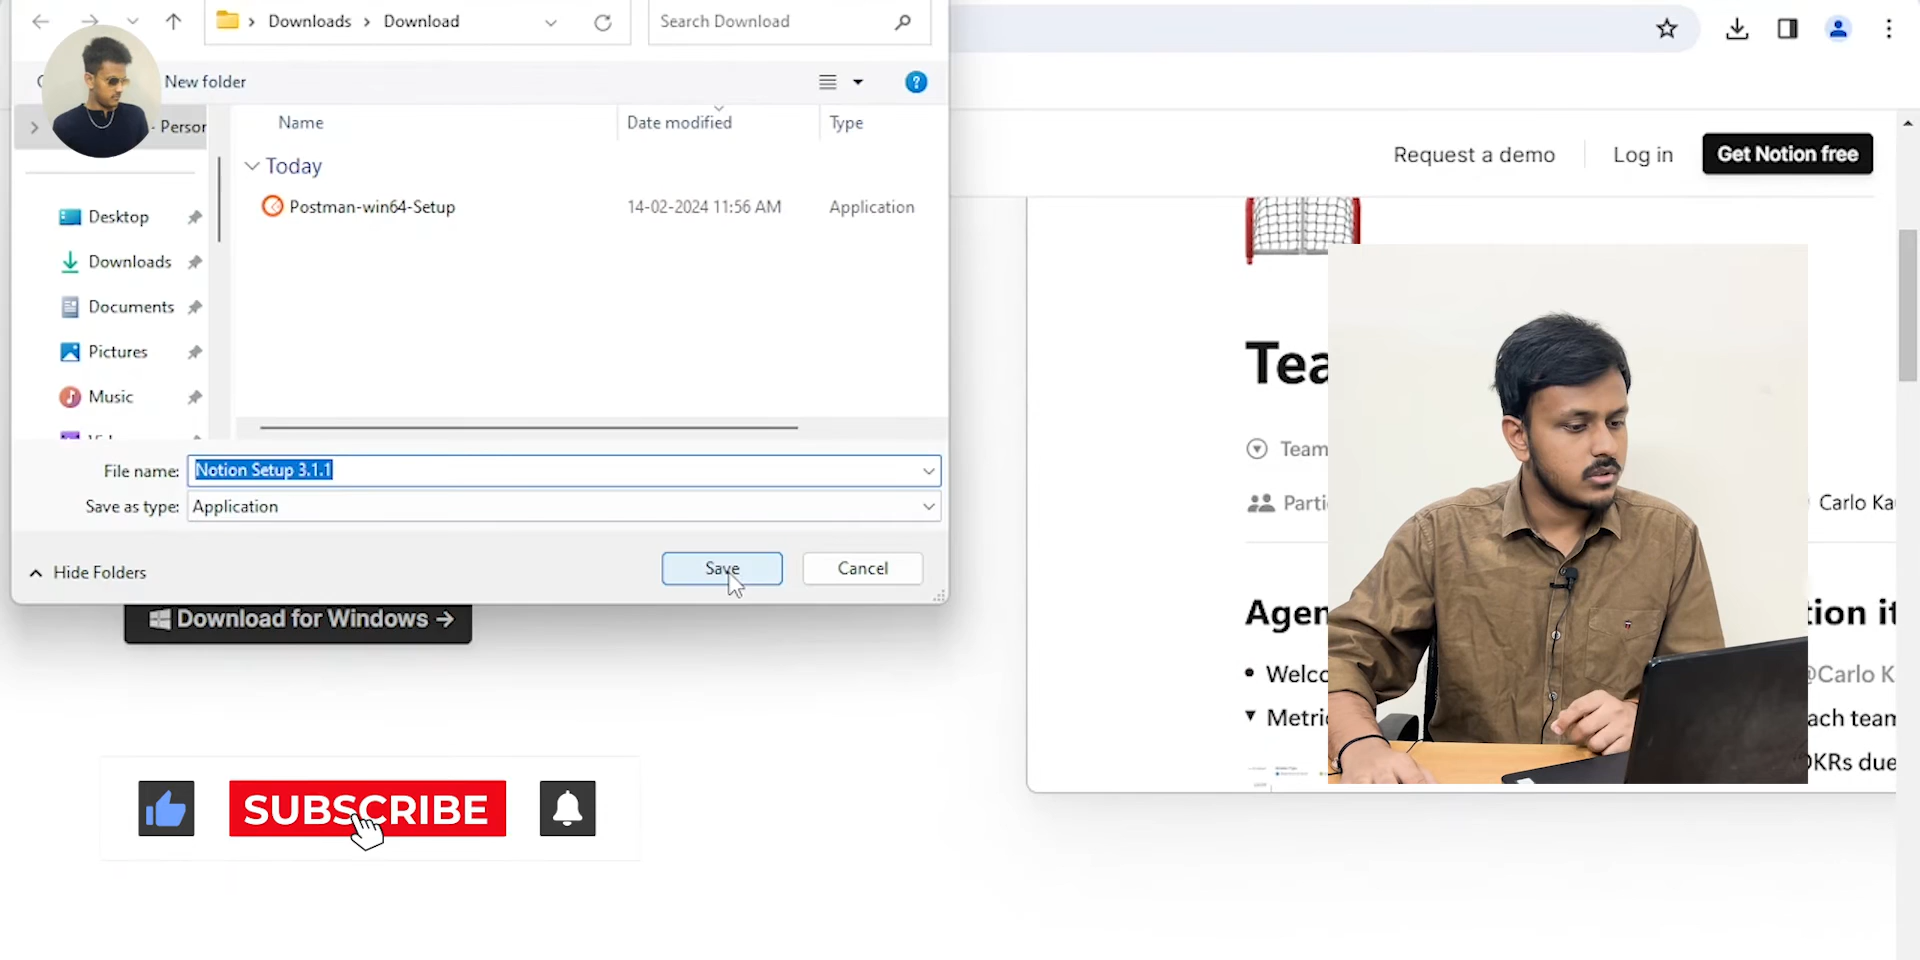 Downloads > Download
Search Download
New folder
- Persor
Name
Date modified
Type
Today
Postman-win64-Setup
14-02-2024 11:56 AM
Application
Desktop
Downloads
Documents
Pictures
Music
File name: Notion Setup 3.1.1
Save as type: Application
Hide Folders
Save
Cancel
Download for Windows →
SUBSCRIBE
Request a demo
Log in
Get Notion free
Tea
Team
Parti
Carlo Ka
Agen
tion it
• Welco
@Carlo K
Metri
ach team
OKRs due